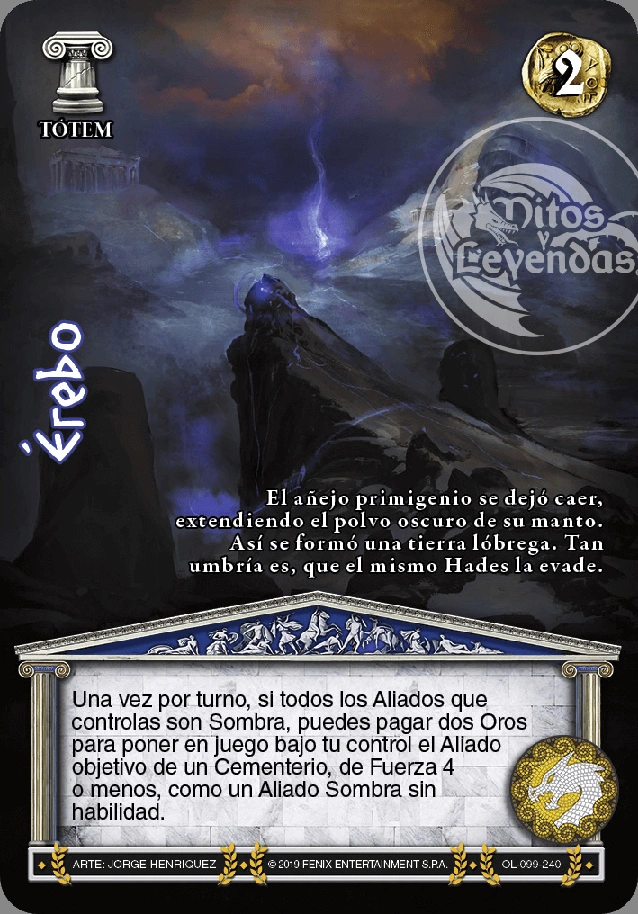 TÓTEM
2
Mitos
y
Leyendas
Érebo
El añejo primigenio se dejó caer,
extendiendo el polvo oscuro de su manto.
Así se formó una tierra lóbrega. Tan
umbría es, que el mismo Hades la evade.
Una vez por turno, si todos los Aliados que
controlas son Sombra, puedes pagar dos Oros
para poner en juego bajo tu control el Aliado
objetivo de un Cementerio, de Fuerza 4
o menos, como un Aliado Sombra sin
habilidad.
ARTE: JORGE HENRIQUEZ
© 2019 FENIX ENTERTAINMENT S.P.A.
OL 099-240